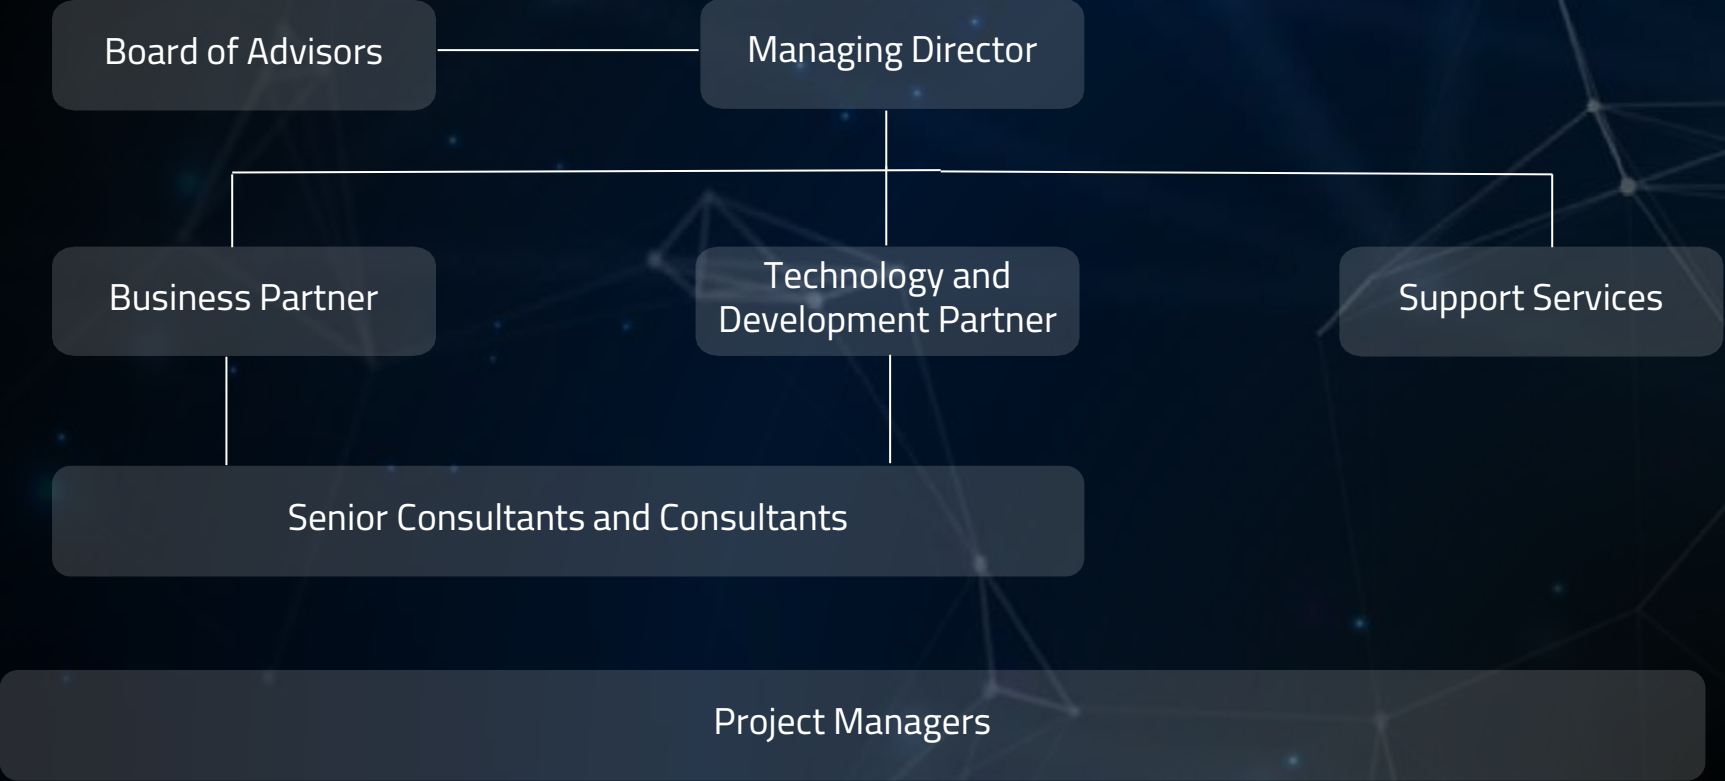 Board of Advisors
Managing Director
Business Partner
Technology and
Development Partner
Support Services
Senior Consultants and Consultants
Project Managers